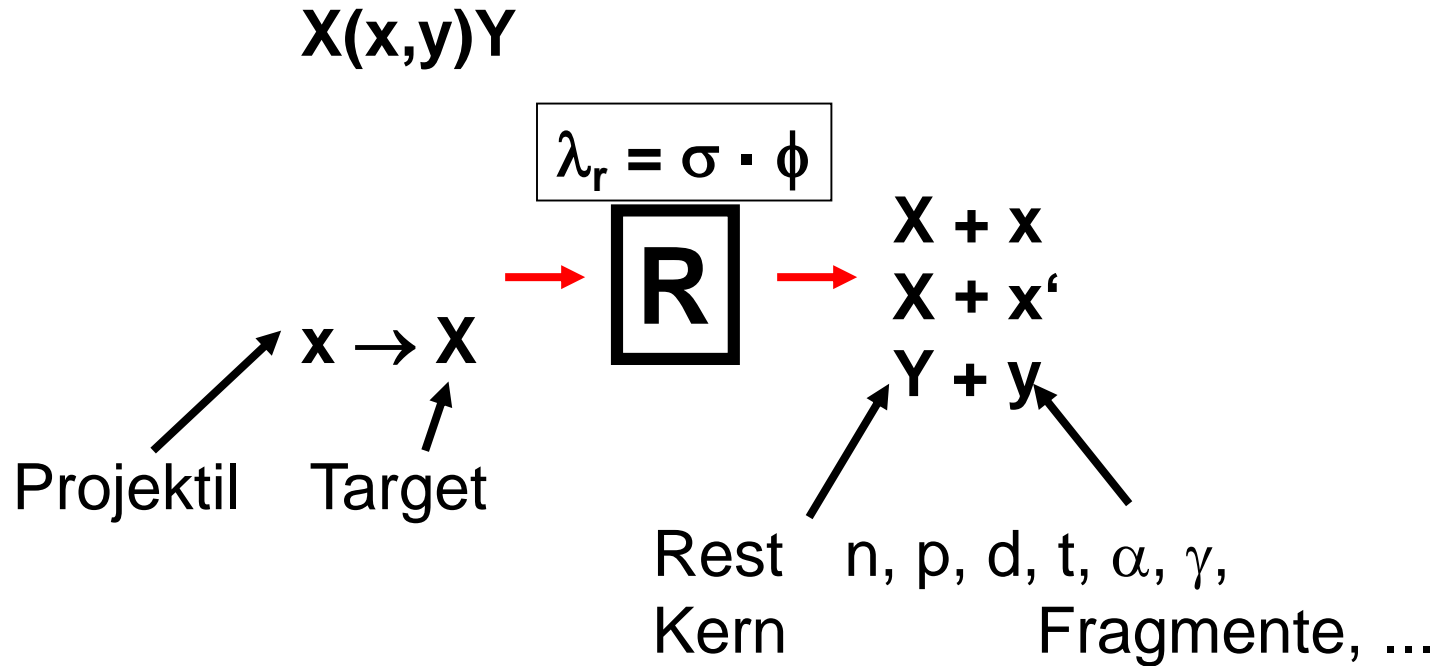 X(x,y)Y
λr = σ · ϕ
x → X
R
X + x
X + x‘
Y + y
Projektil Target
Rest n, p, d, t, α, γ,
Kern Fragmente, ...